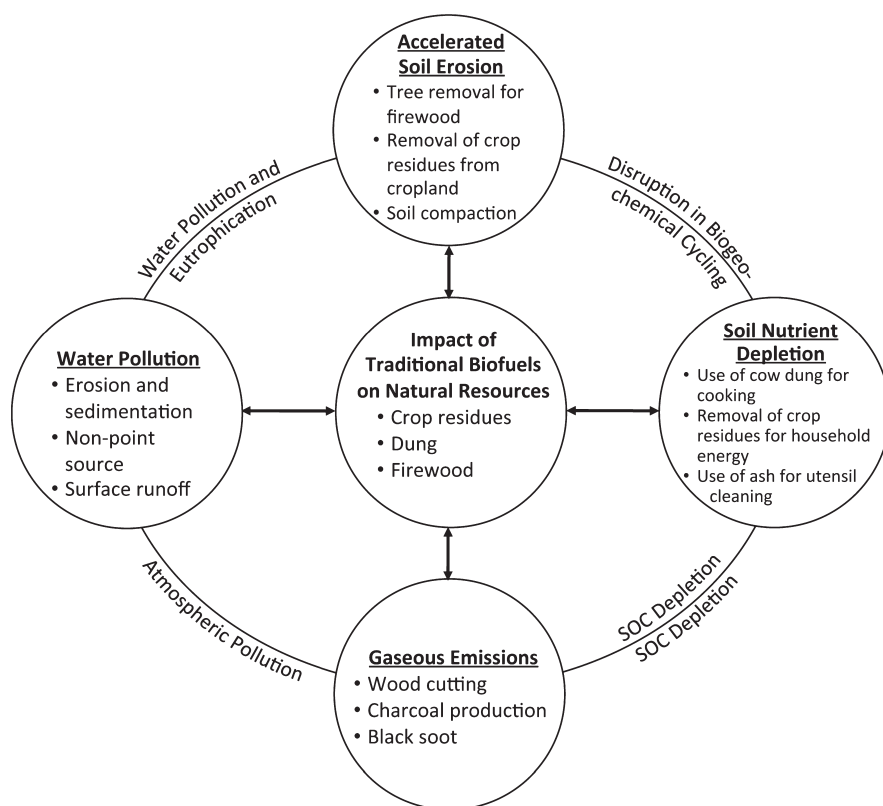 Accelerated
Soil Erosion
• Tree removal for
firewood
• Removal of crop
residues from
cropland
• Soil compaction
Water Pollution and
Eutrophication
Disruption in Biogeo-
chemical Cycling
Water Pollution
• Erosion and
sedimentation
• Non-point
source
• Surface runoff
Impact of
Traditional Biofuels
on Natural Resources
• Crop residues
• Dung
• Firewood
Soil Nutrient
Depletion
• Use of cow dung for
cooking
• Removal of crop
residues for household
energy
• Use of ash for utensil
cleaning
Atmospheric Pollution
SOC Depletion
SOC Depletion
Gaseous Emissions
• Wood cutting
• Charcoal production
• Black soot